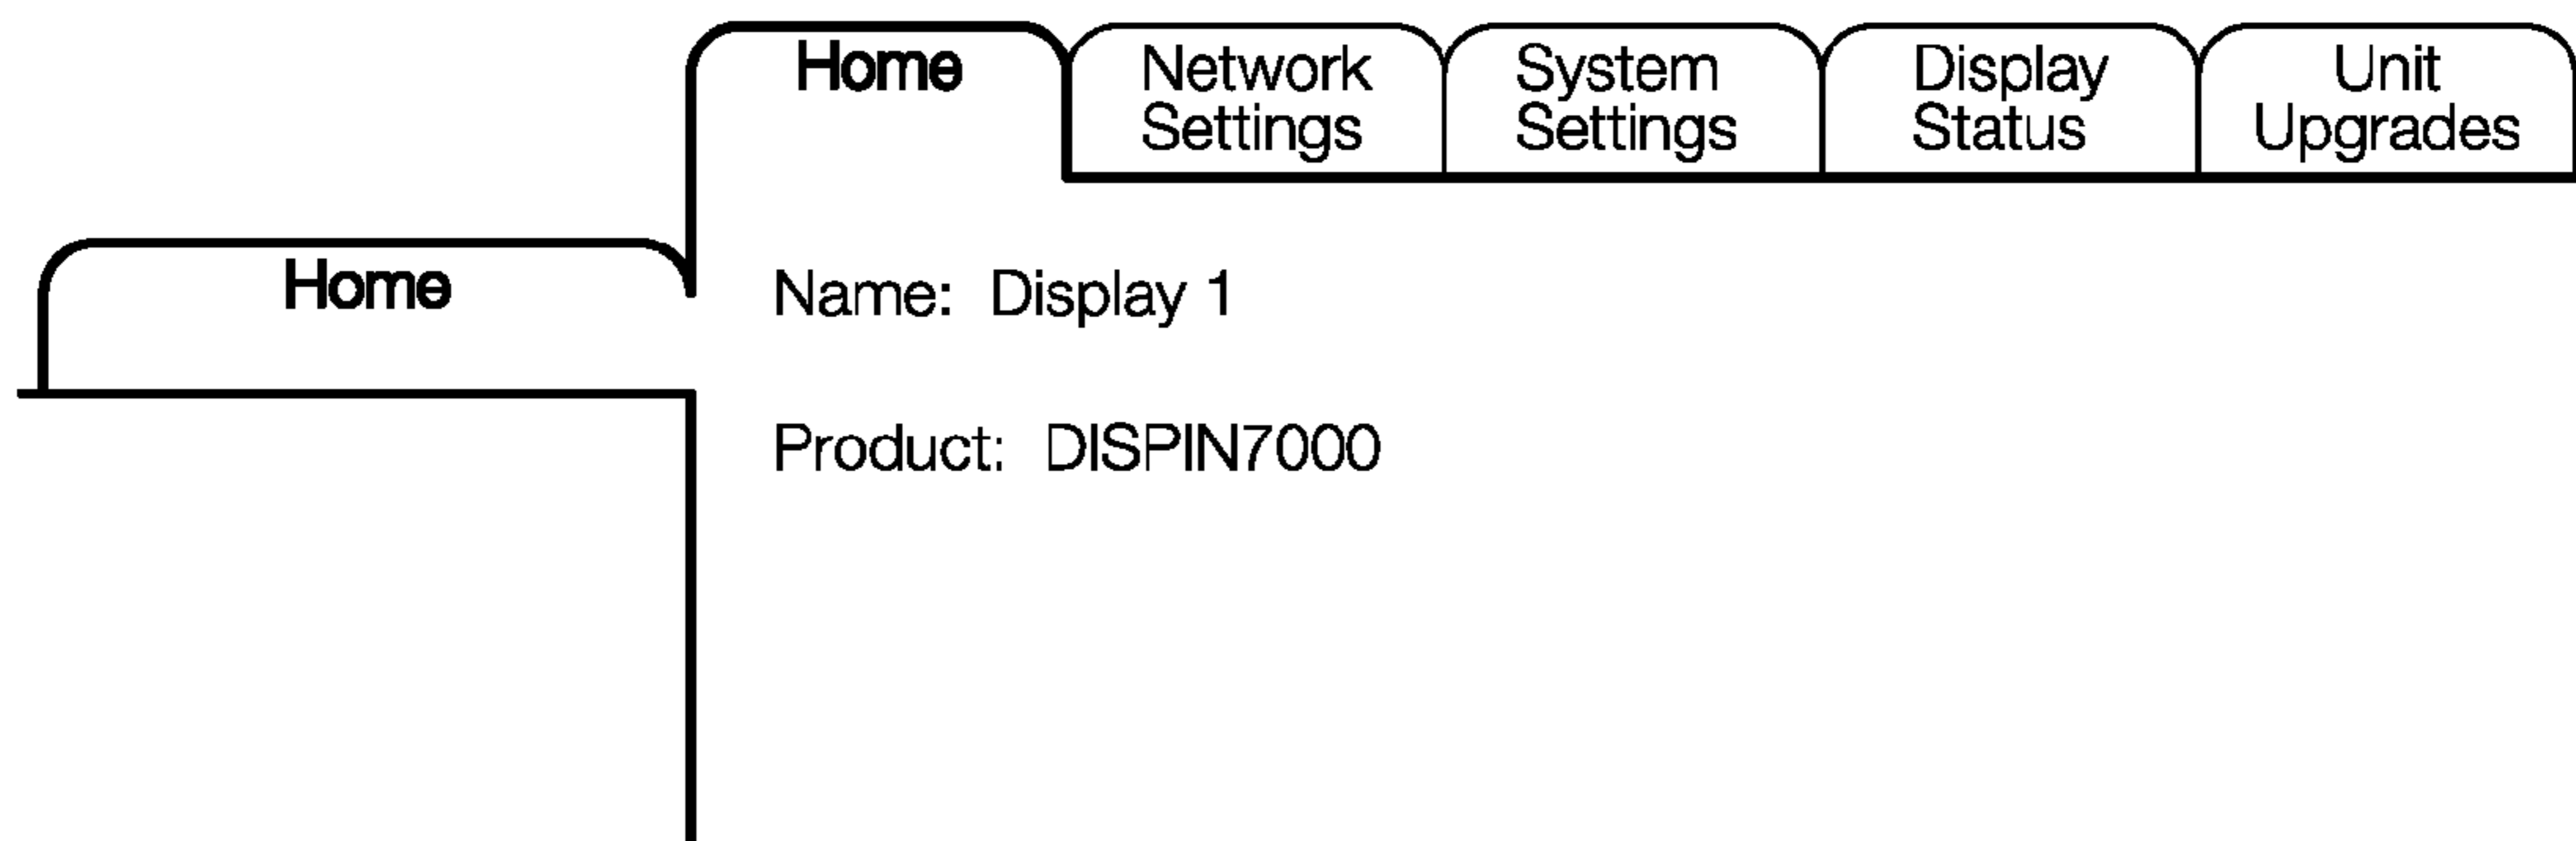 Home
Network
Settings
System
Settings
Display
Status
Unit
Upgrades
Home
Name: Display 1
Product: DISPIN7000